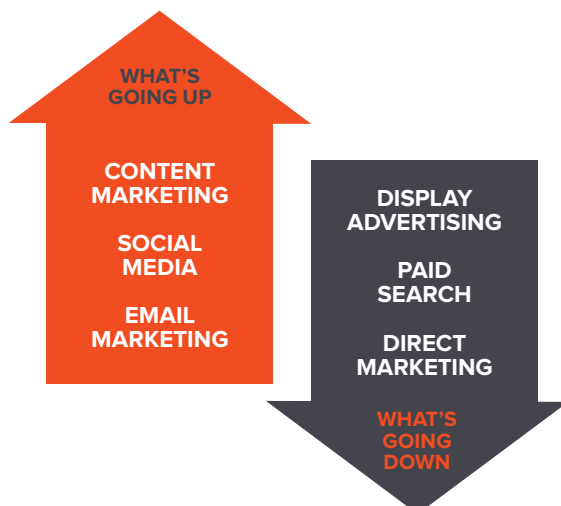 WHAT'S
GOING UP
CONTENT
MARKETING
SOCIAL
MEDIA
EMAIL
MARKETING
DISPLAY
ADVERTISING
PAID
SEARCH
DIRECT
MARKETING
WHAT'S
GOING
DOWN